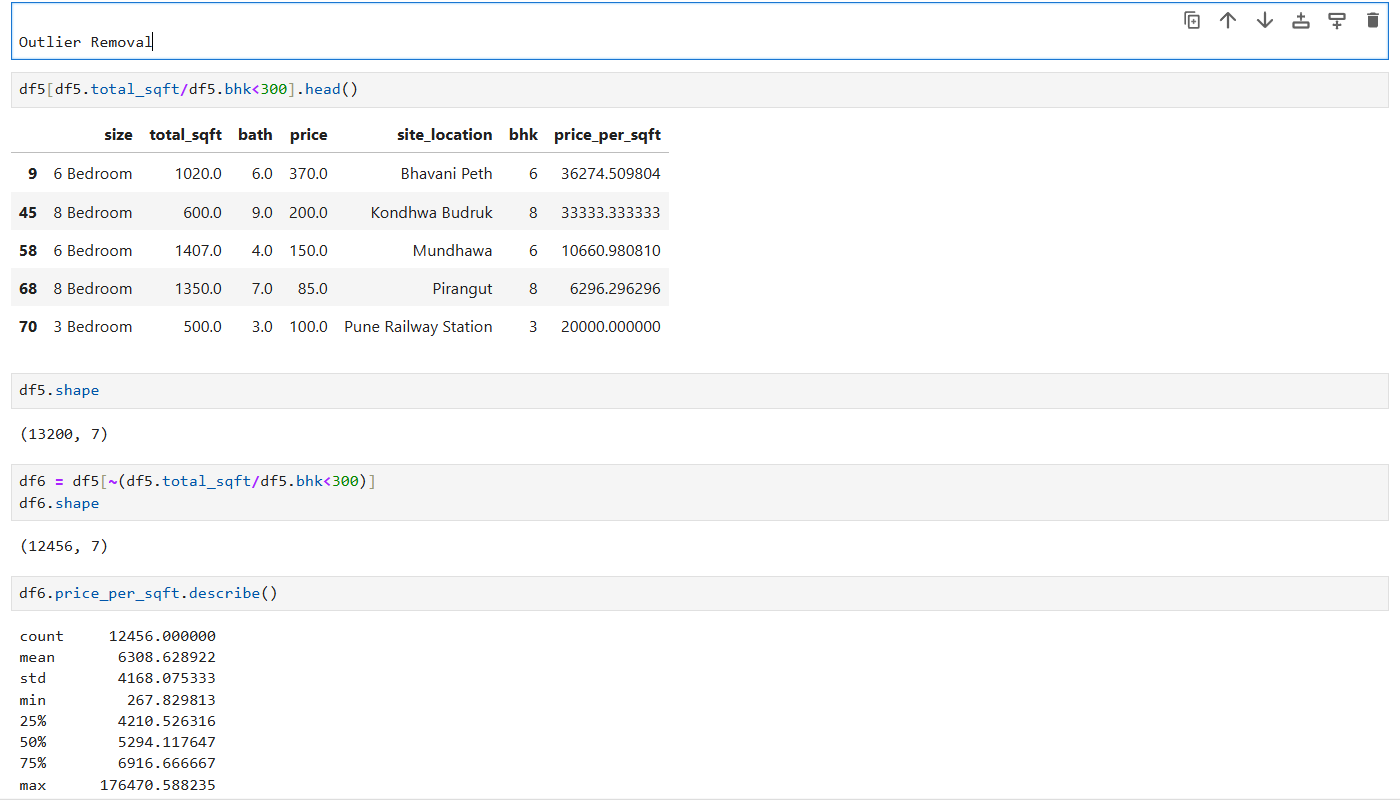 Outlier Removal
df5[df5.total_sqft/df5.bhk<300].head()
size total_sqft bath price site_location bhk price_per_sqft
9 6 Bedroom 1020.0 6.0 370.0 Bhavani Peth 6 36274.509804
45 8 Bedroom 600.0 9.0 200.0 Kondhwa Budruk 8 33333.333333
58 6 Bedroom 1407.0 4.0 150.0 Mundhawa 6 10660.980810
68 8 Bedroom 1350.0 7.0 85.0 Pirangut 8 6296.296296
70 3 Bedroom 500.0 3.0 100.0 Pune Railway Station 3 20000.000000
df5.shape
(13200, 7)
df6 = df5[~(df5.total_sqft/df5.bhk<300)]
df6.shape
(12456, 7)
df6.price_per_sqft.describe()
count 12456.000000
mean 6308.628922
std 4168.075333
min 267.829813
25% 4210.526316
50% 5294.117647
75% 6916.666667
max 176470.588235